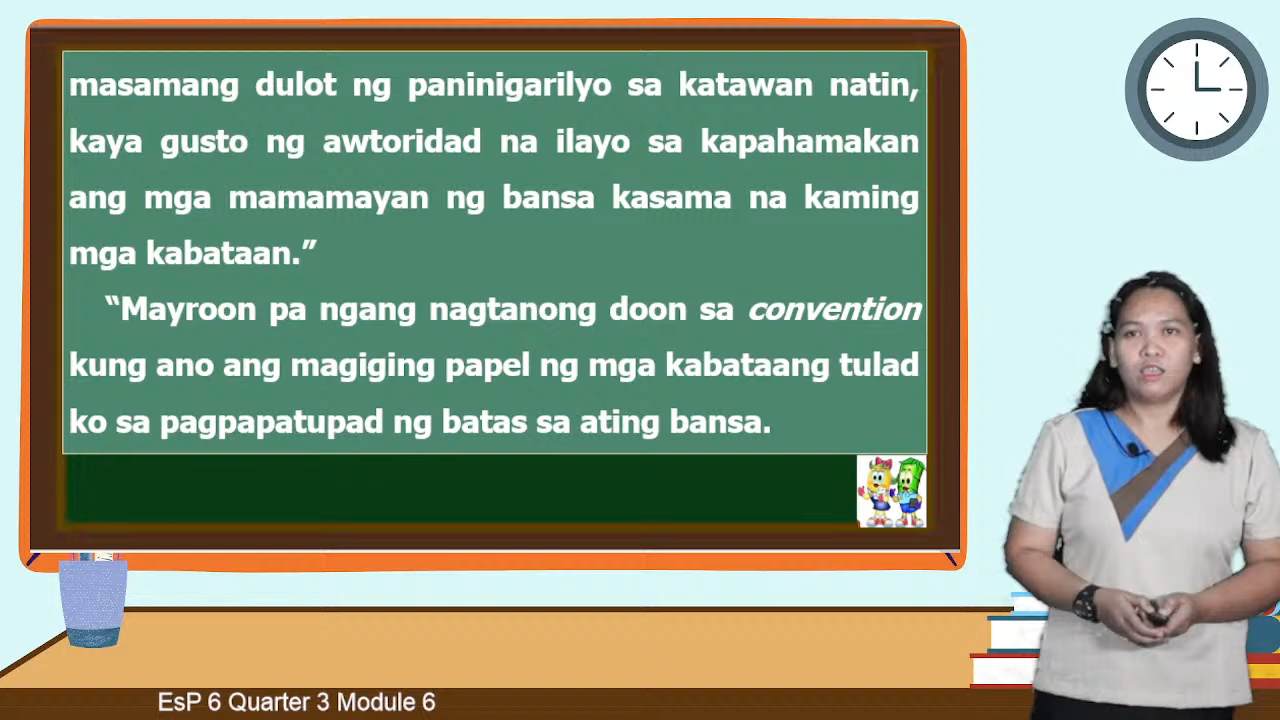 masamang dulot ng paninigarilyo sa katawan natin,
kaya gusto ng awtoridad na ilayo sa kapahamakan
ang mga mamamayan ng bansa kasama na kaming
mga kabataan.”
“Mayroon pa ngang nagtanong doon sa convention
kung ano ang magiging papel ng mga kabataang tulad
ko sa pagpapatupad ng batas sa ating bansa.
EsP 6 Quarter 3 Module 6